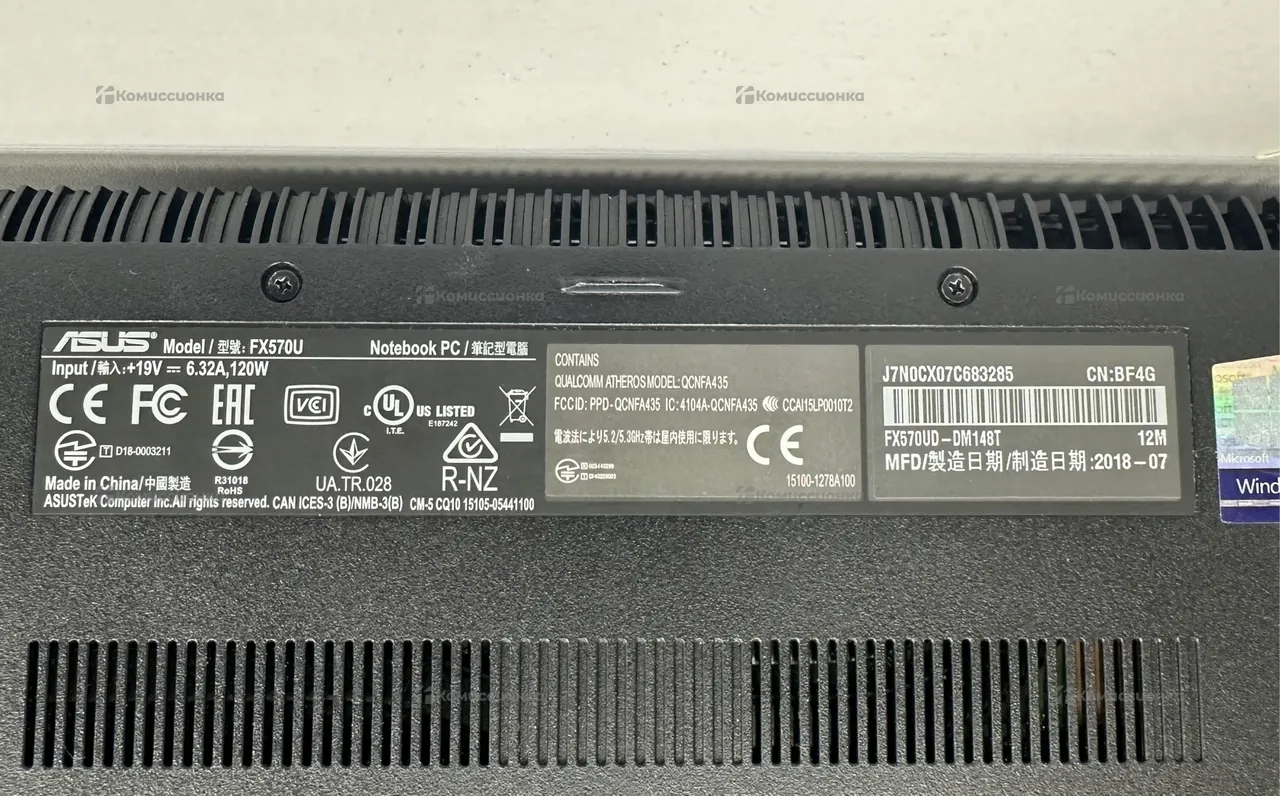 Комиссионка
Комиссионка
Комиссионка
Комиссионка
ASUS® Model / 型號: FX570U
Notebook PC / 筆記型電腦
Input / 輸入: +19V ⎓ 6.32A, 120W
CE FC EAC VCI c UL US LISTED
I.T.E. E187242
D18-0003211
R31018
RoHS
UA.TR.028
R-NZ
Made in China/中國製造
ASUSTeK Computer Inc.All rights reserved. CAN ICES-3 (B)/NMB-3(B) CM-5 CQ10 15105-05441100
CONTAINS
QUALCOMM ATHEROS MODEL: QCNFA435
FCC ID: PPD-QCNFA435 IC: 4104A-QCNFA435 CCAI15LP0010T2
電波法により5.2/5.3GHz帯は屋内使用に限ります。
CE
15100-1278A100
J7N0CX07C683285 CN:BF4G
FX570UD-DM148T 12M
MFD/製造日期/制造日期:2018-07
Microsoft
Wind
Комиссионка
Комиссионка